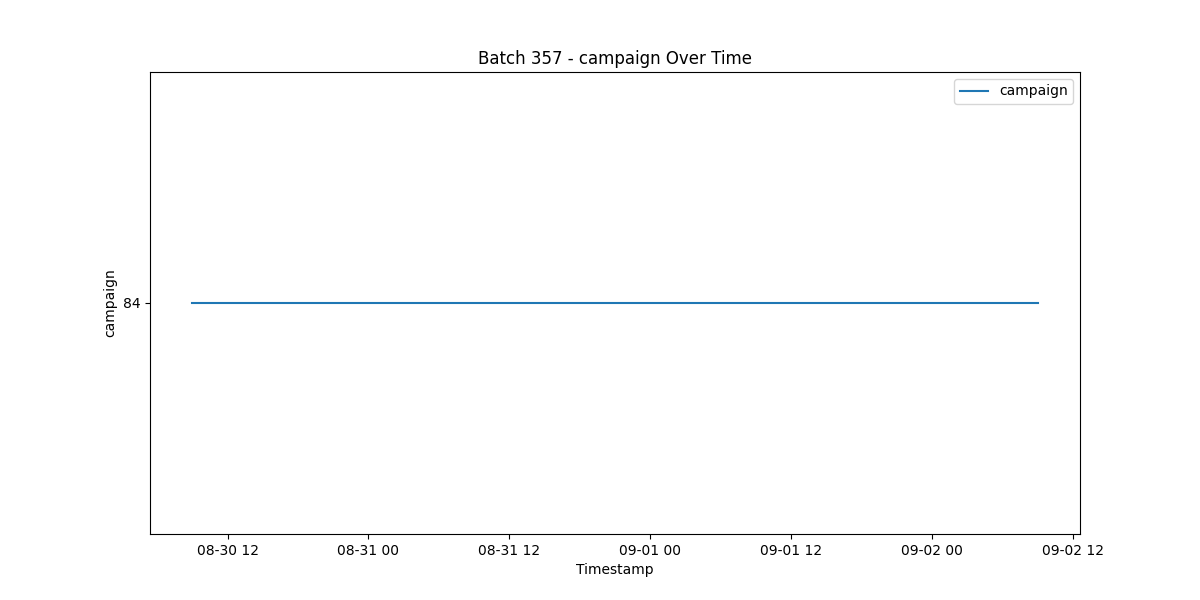 Batch 357 - campaign Over Time
campaign
campaign
84
08-30 12
08-31 00
08-31 12
09-01 00
09-01 12
09-02 00
09-02 12
Timestamp